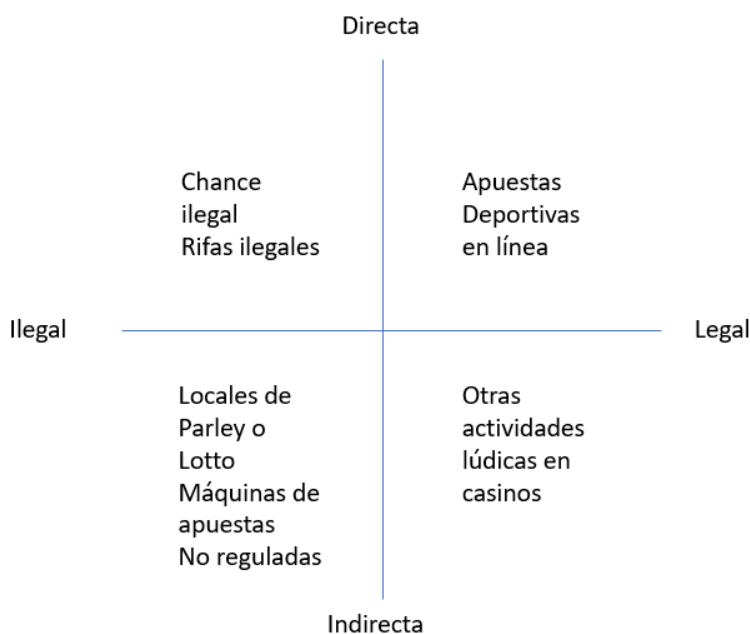 Directa
Chance
ilegal
Rifas ilegales
Apuestas
Deportivas
en línea
Ilegal
Legal
Locales de
Parley o
Lotto
Máquinas de
apuestas
No reguladas
Otras
actividades
lúdicas en
casinos
Indirecta